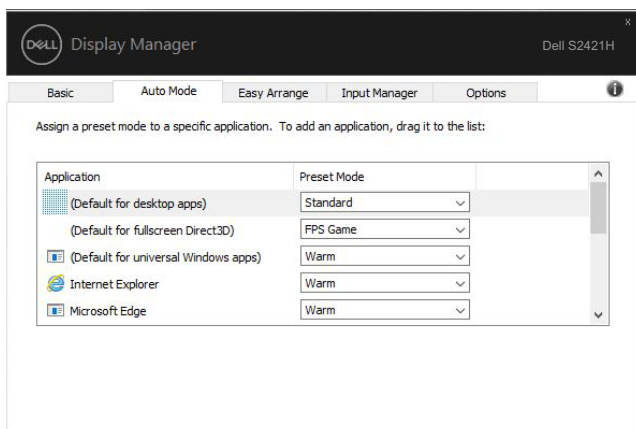 x
DELL Display Manager Dell S2421H
Basic Auto Mode Easy Arrange Input Manager Options i
Assign a preset mode to a specific application. To add an application, drag it to the list:
Application Preset Mode
(Default for desktop apps) Standard
(Default for fullscreen Direct3D) FPS Game
(Default for universal Windows apps) Warm
Internet Explorer Warm
Microsoft Edge Warm